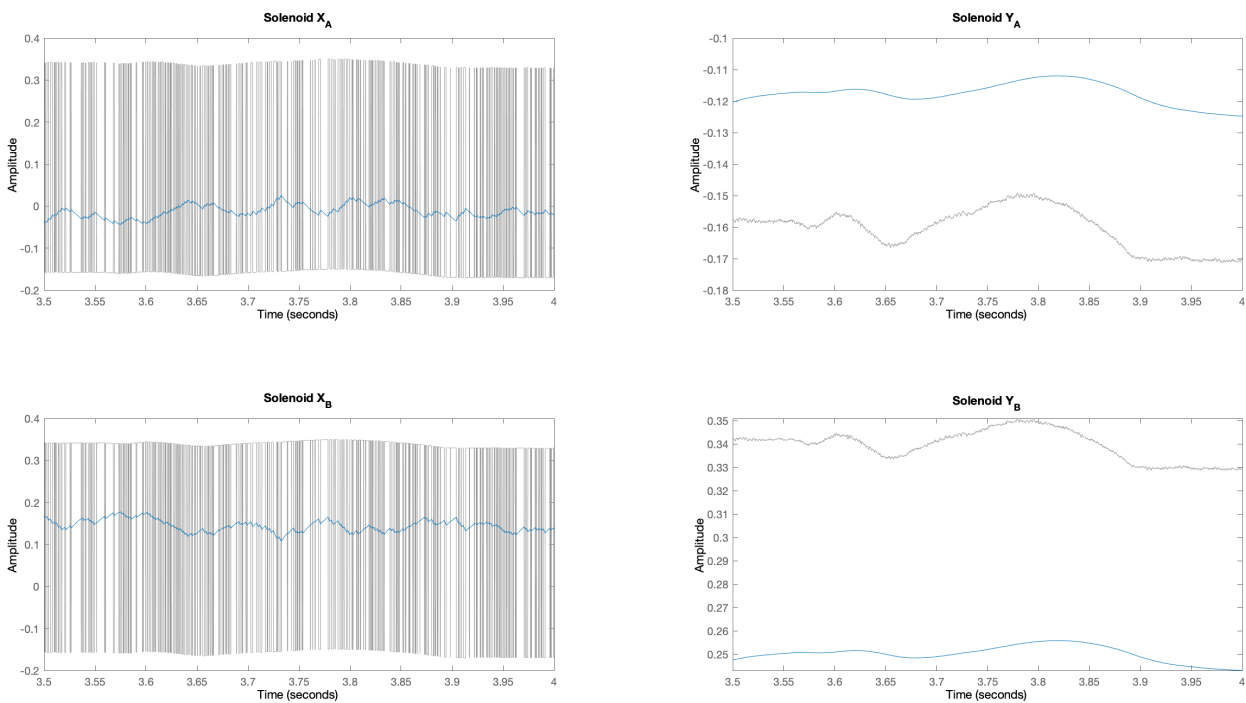 Solenoid X_A
Amplitude
0.4
0.3
0.2
0.1
0
-0.1
-0.2
3.5 3.55 3.6 3.65 3.7 3.75 3.8 3.85 3.9 3.95 4
Time (seconds)
Solenoid Y_A
Amplitude
-0.1
-0.11
-0.12
-0.13
-0.14
-0.15
-0.16
-0.17
-0.18
3.5 3.55 3.6 3.65 3.7 3.75 3.8 3.85 3.9 3.95 4
Time (seconds)
Solenoid X_B
Amplitude
0.4
0.3
0.2
0.1
0
-0.1
-0.2
3.5 3.55 3.6 3.65 3.7 3.75 3.8 3.85 3.9 3.95 4
Time (seconds)
Solenoid Y_B
Amplitude
0.35
0.34
0.33
0.32
0.31
0.3
0.29
0.28
0.27
0.26
0.25
3.5 3.55 3.6 3.65 3.7 3.75 3.8 3.85 3.9 3.95 4
Time (seconds)